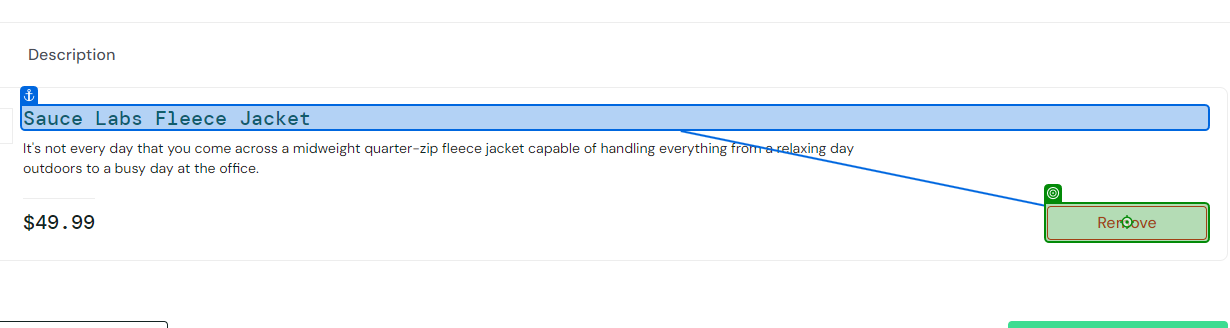 Description
Sauce Labs Fleece Jacket
It's not every day that you come across a midweight quarter-zip fleece jacket capable of handling everything from a relaxing day
outdoors to a busy day at the office.
$49.99
Remove